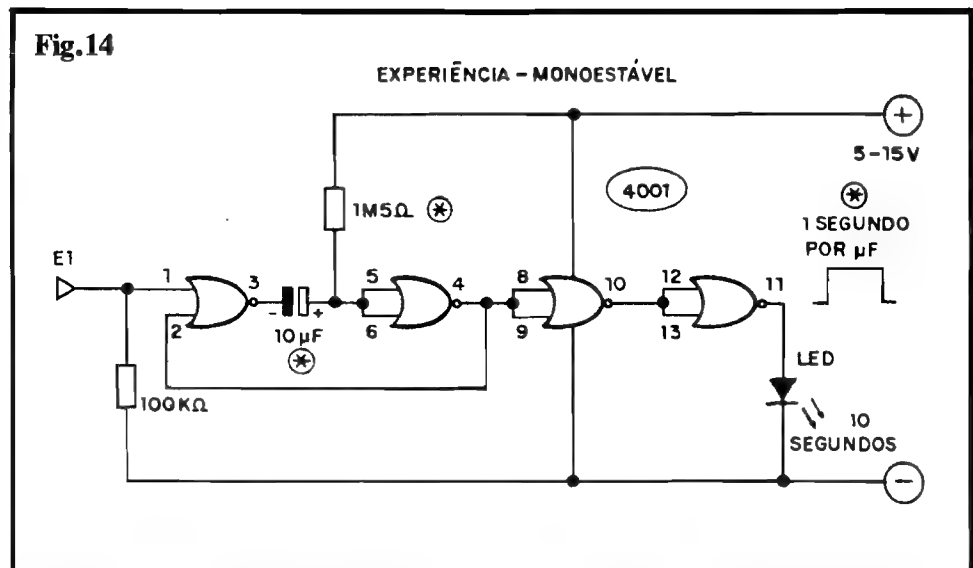 Fig.14
EXPERIÊNCIA - MONOESTÁVEL
+
5-15V
4001
1M5Ω *
*
1 SEGUNDO
POR µF
E1
1
2
3
- +
10µF
*
5
6
4
8
9
10
12
13
11
100KΩ
LED
10
SEGUNDOS
-